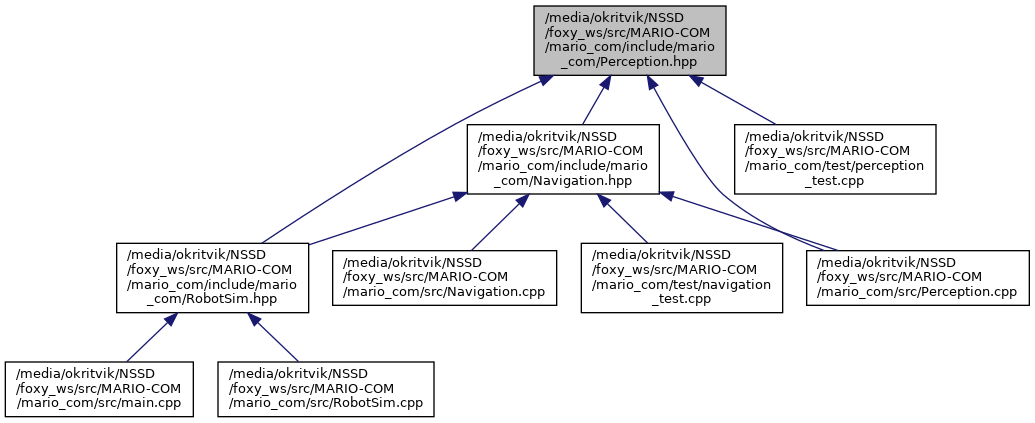 /media/okritvik/NSSD
/foxy_ws/src/MARIO-COM
/mario_com/include/mario
_com/Perception.hpp
/media/okritvik/NSSD
/foxy_ws/src/MARIO-COM
/mario_com/include/mario
_com/Navigation.hpp
/media/okritvik/NSSD
/foxy_ws/src/MARIO-COM
/mario_com/test/perception
_test.cpp
/media/okritvik/NSSD
/foxy_ws/src/MARIO-COM
/mario_com/include/mario
_com/RobotSim.hpp
/media/okritvik/NSSD
/foxy_ws/src/MARIO-COM
/mario_com/src/Navigation.cpp
/media/okritvik/NSSD
/foxy_ws/src/MARIO-COM
/mario_com/test/navigation
_test.cpp
/media/okritvik/NSSD
/foxy_ws/src/MARIO-COM
/mario_com/src/Perception.cpp
/media/okritvik/NSSD
/foxy_ws/src/MARIO-COM
/mario_com/src/main.cpp
/media/okritvik/NSSD
/foxy_ws/src/MARIO-COM
/mario_com/src/RobotSim.cpp